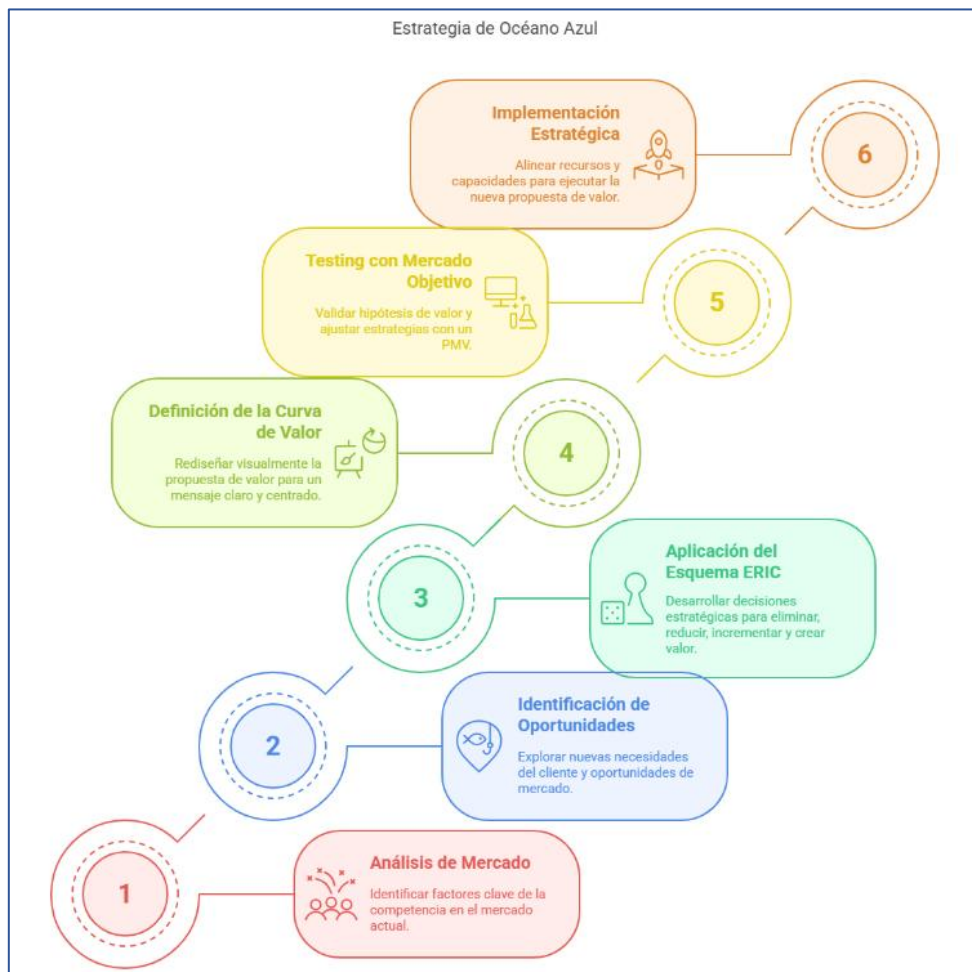 Estrategia de Océano Azul
Implementación
Estratégica
Alinear recursos y
capacidades para ejecutar la
nueva propuesta de valor.
6
Testing con Mercado
Objetivo
Validar hipótesis de valor y
ajustar estrategias con un
PMV.
5
Definición de la Curva
de Valor
Rediseñar visualmente la
propuesta de valor para un
mensaje claro y centrado.
4
3
Aplicación del
Esquema ERIC
Desarrollar decisiones
estratégicas para eliminar,
reducir, incrementar y crear
valor.
2
Identificación de
Oportunidades
Explorar nuevas necesidades
del cliente y oportunidades de
mercado.
1
Análisis de Mercado
Identificar factores clave de la
competencia en el mercado
actual.